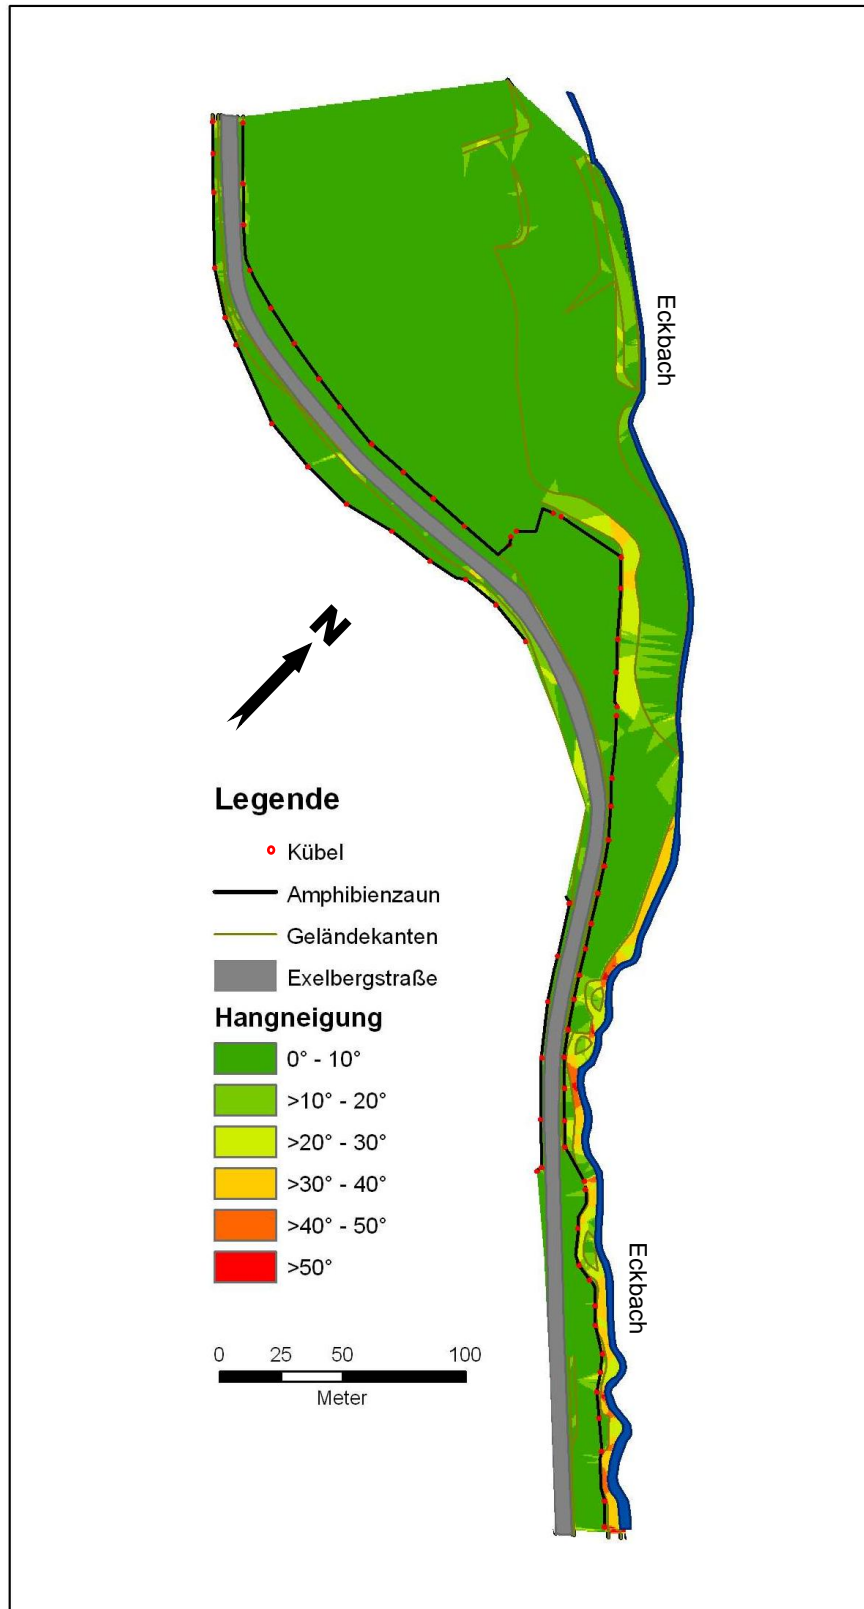 Eckbach
N
Legende
Kübel
Amphibienzaun
Geländekanten
Exelbergstraße
Hangneigung
0° - 10°
>10° - 20°
>20° - 30°
>30° - 40°
>40° - 50°
>50°
Eckbach
0 25 50 100
Meter